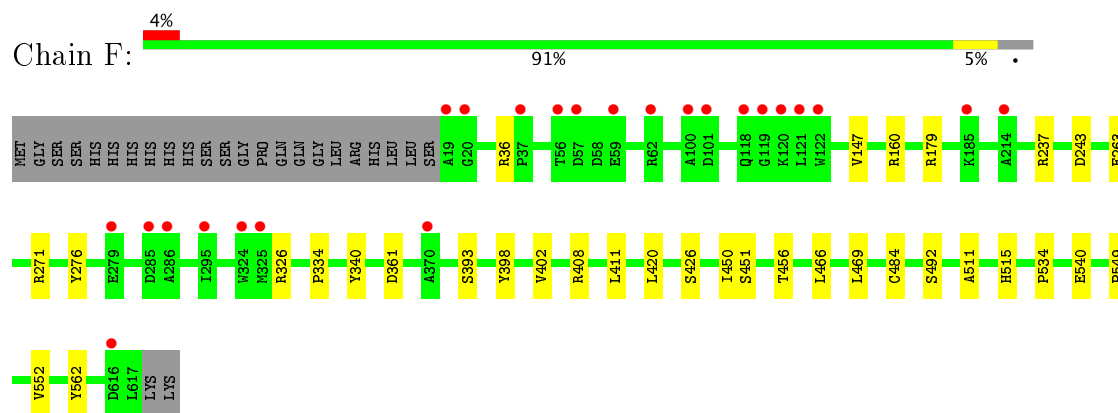 4%
Chain F:
91% 5% •
MET GLY SER SER HIS HIS HIS HIS HIS HIS SER SER GLY PRO GLN GLN GLY LEU ARG HIS LEU LEU SER A19 G20 R36 P37 T56 D57 D58 E59 R62 A100 D101 Q118 G119 K120 L121 W122 V147 R160 R179 K185 A214 R237 D243
R271 Y276 E279 D285 A286 I295 W324 M325 R326 P334 Y340 D361 A370 S393 Y398 V402 R408 L411 L420 S426 I450 S451 T456 L466 L469 C484 S492 A511 H515 P534 E540
V552 Y562 D616 L617 LYS LYS